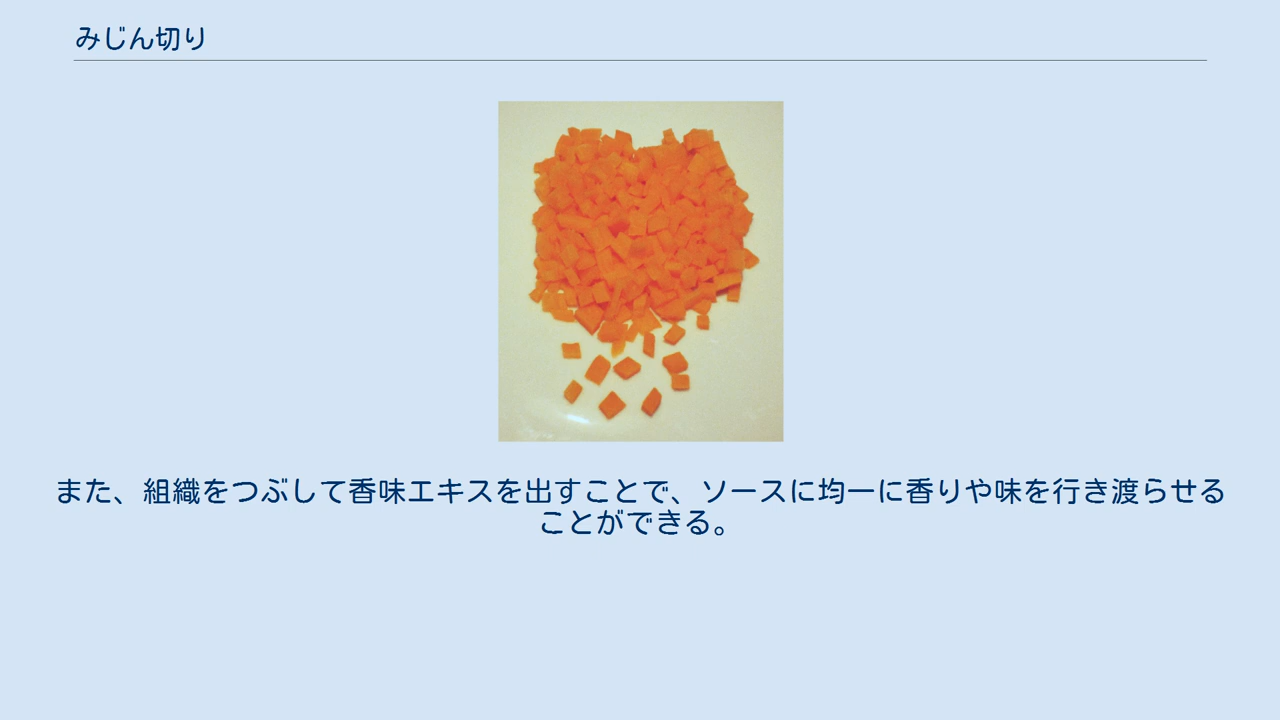 みじん切り
また、組織をつぶして香味エキスを出すことで、ソースに均一に香りや味を行き渡らせる
ことができる。